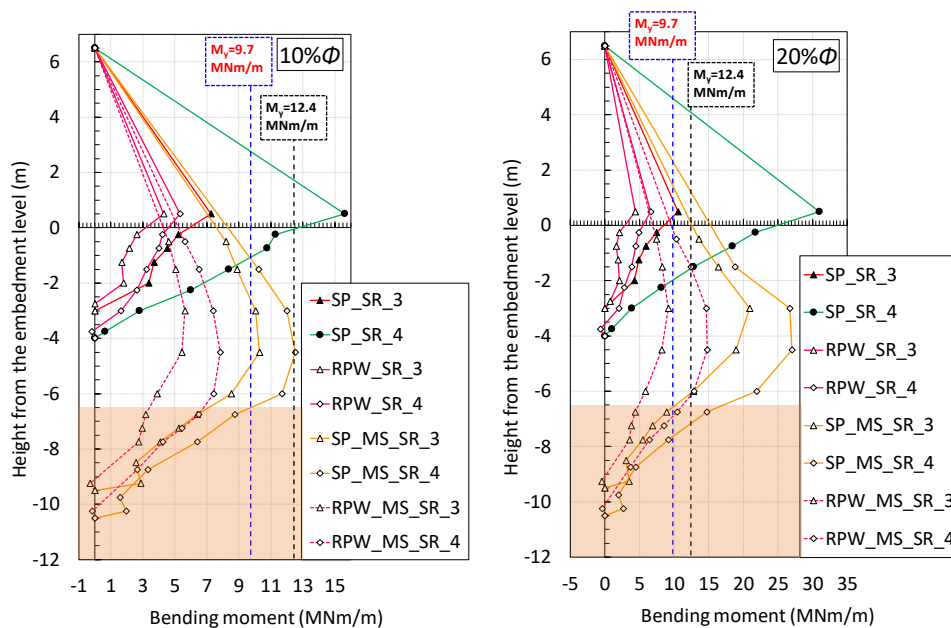 My=9.7
MNm/m
10%Φ
My=12.4
MNm/m
Height from the embedment level (m)
6
4
2
0
-2
-4
-6
-8
-10
-12
-1
1
3
5
7
9
11
13
15
Bending moment (MNm/m)
SP_SR_3
SP_SR_4
RPW_SR_3
RPW_SR_4
SP_MS_SR_3
SP_MS_SR_4
RPW_MS_SR_3
RPW_MS_SR_4
My=9.7
MNm/m
20%Φ
My=12.4
MNm/m
Height from the embedment level (m)
6
4
2
0
-2
-4
-6
-8
-10
-12
-5
0
5
10
15
20
25
30
35
Bending moment (MNm/m)
SP_SR_3
SP_SR_4
RPW_SR_3
RPW_SR_4
SP_MS_SR_3
SP_MS_SR_4
RPW_MS_SR_3
RPW_MS_SR_4